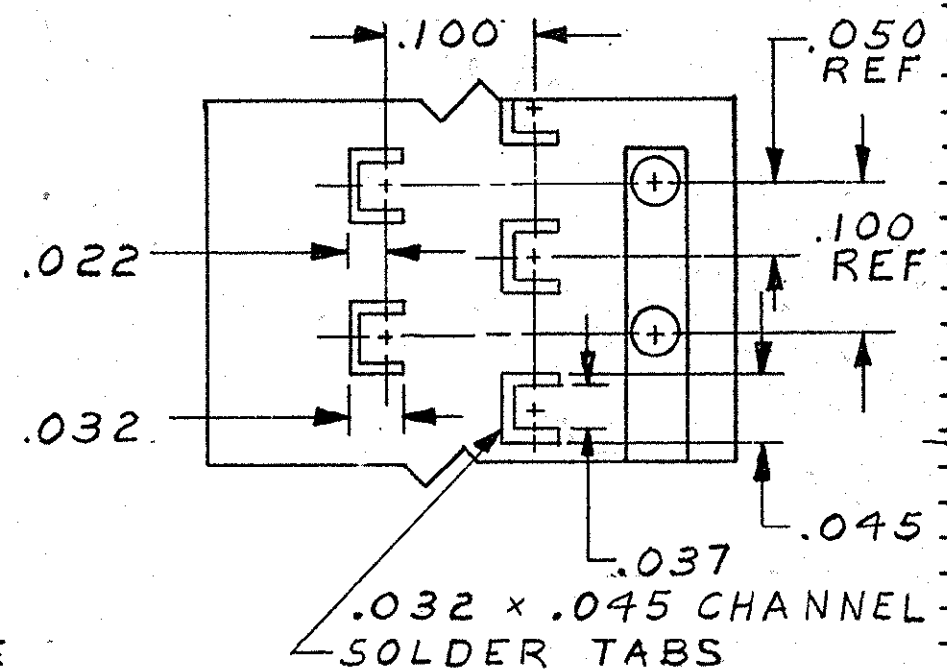 .100
.050
REF
.100
REF
.022
.032
.045
.037
.032 x .045 CHANNEL
SOLDER TABS